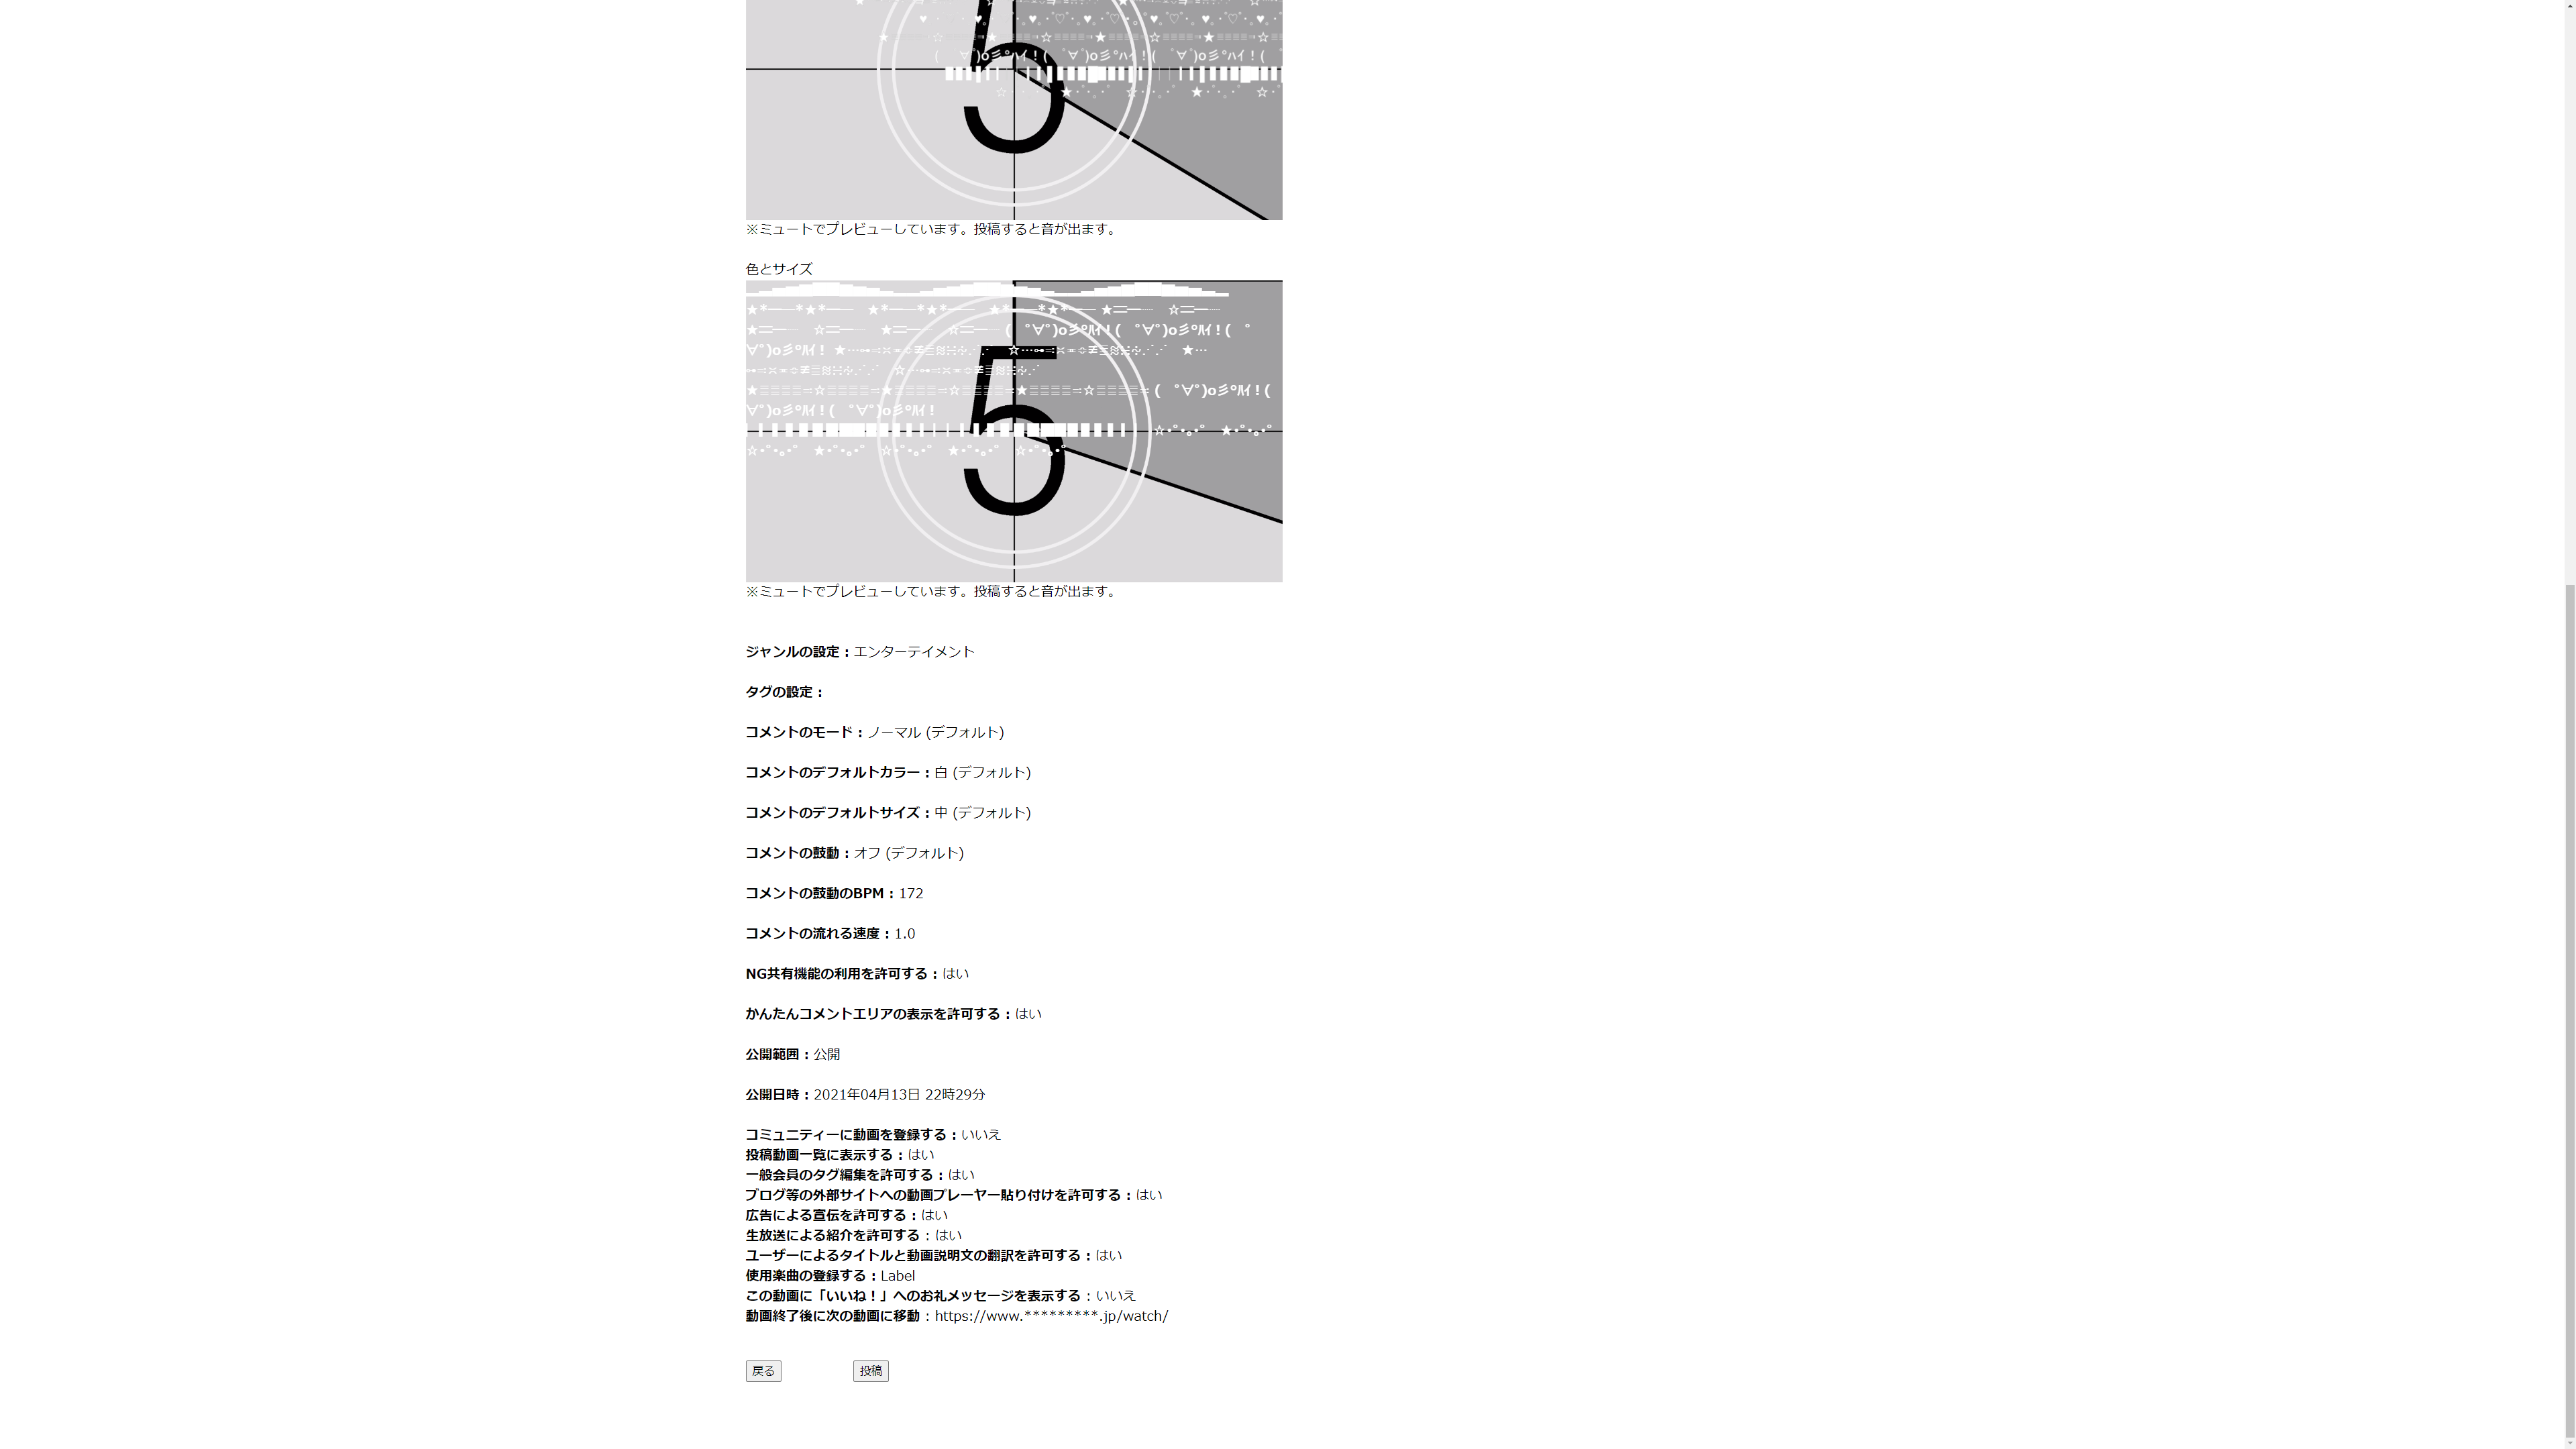 ( ﾟ∀ﾟ)o彡°ﾊｲ！( ﾟ∀ﾟ)o彡°ﾊｲ！( ﾟ∀ﾟ)o彡°ﾊｲ！(
5
※ミュートでプレビューしています。投稿すると音が出ます。
色とサイズ
( ﾟ∀ﾟ)o彡°ﾊｲ！( ﾟ∀ﾟ)o彡°ﾊｲ！( ﾟ
∀ﾟ)o彡°ﾊｲ！
5
※ミュートでプレビューしています。投稿すると音が出ます。
ジャンルの設定：エンターテイメント
タグの設定：
コメントのモード：ノーマル (デフォルト)
コメントのデフォルトカラー：白 (デフォルト)
コメントのデフォルトサイズ：中 (デフォルト)
コメントの鼓動：オフ (デフォルト)
コメントの鼓動のBPM：172
コメントの流れる速度：1.0
NG共有機能の利用を許可する：はい
かんたんコメントエリアの表示を許可する：はい
公開範囲：公開
公開日時：2021年04月13日 22時29分
コミュニティーに動画を登録する：いいえ
投稿動画一覧に表示する：はい
一般会員のタグ編集を許可する：はい
ブログ等の外部サイトへの動画プレーヤー貼り付けを許可する：はい
広告による宣伝を許可する：はい
生放送による紹介を許可する：はい
ユーザーによるタイトルと動画説明文の翻訳を許可する：はい
使用楽曲の登録する：Label
この動画に「いいね！」へのお礼メッセージを表示する：いいえ
動画終了後に次の動画に移動：https://www.*********.jp/watch/
戻る 投稿